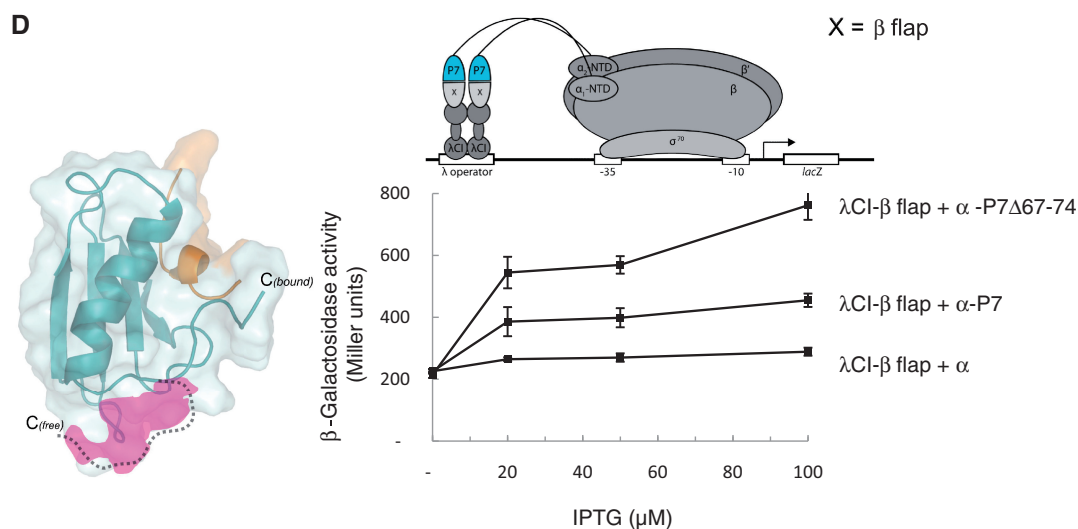 D
X = β flap
P7 P7
x x
λCI λCI
λ operator
α₂-NTD
α₁-NTD
β'
β
σ⁷⁰
-35
-10
lacZ
C(bound)
C(free)
β-Galactosidase activity
(Miller units)
800
600
400
200
-
- 20 40 60 80 100
IPTG (µM)
λCI-β flap + α -P7Δ67-74
λCI-β flap + α-P7
λCI-β flap + α